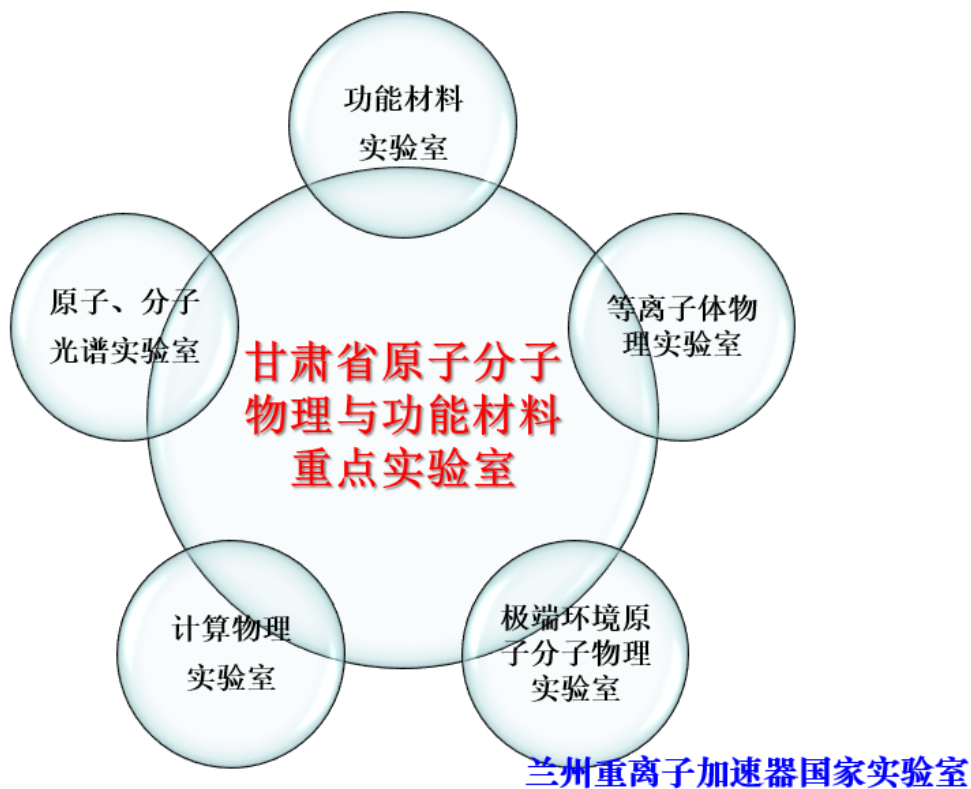 功能材料
实验室
原子、分子
光谱实验室
等离子体物
理实验室
甘肃省原子分子
物理与功能材料
重点实验室
计算物理
实验室
极端环境原
子分子物理
实验室
兰州重离子加速器国家实验室